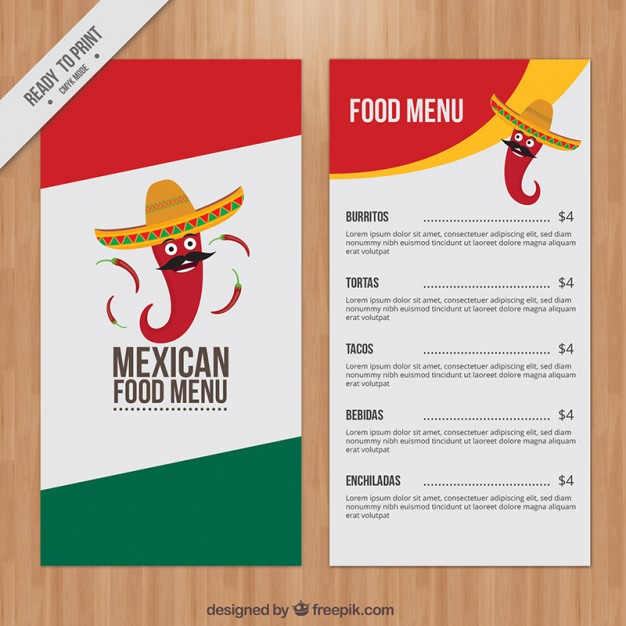 READY TO PRINT
CMYK MODE
MEXICAN
FOOD MENU
FOOD MENU
BURRITOS ................................ $4
Lorem ipsum dolor sit amet, consectetuer adipiscing elit, sed
diam nonummy nibh euismod tincidunt ut laoreet dolore magna aliquam
erat volutpat
TORTAS ................................ $4
Lorem ipsum dolor sit amet, consectetuer adipiscing elit, sed
diam nonummy nibh euismod tincidunt ut laoreet dolore magna aliquam
erat volutpat
TACOS ................................ $4
Lorem ipsum dolor sit amet, consectetuer adipiscing elit, sed
diam nonummy nibh euismod tincidunt ut laoreet dolore magna aliquam
erat volutpat
BEBIDAS ................................ $4
Lorem ipsum dolor sit amet, consectetuer adipiscing elit, sed
diam nonummy nibh euismod tincidunt ut laoreet dolore magna aliquam
erat volutpat
ENCHILADAS ................................ $4
Lorem ipsum dolor sit amet, consectetuer adipiscing elit, sed
diam nonummy nibh euismod tincidunt ut laoreet dolore magna aliquam
erat volutpat
designed by freepik.com